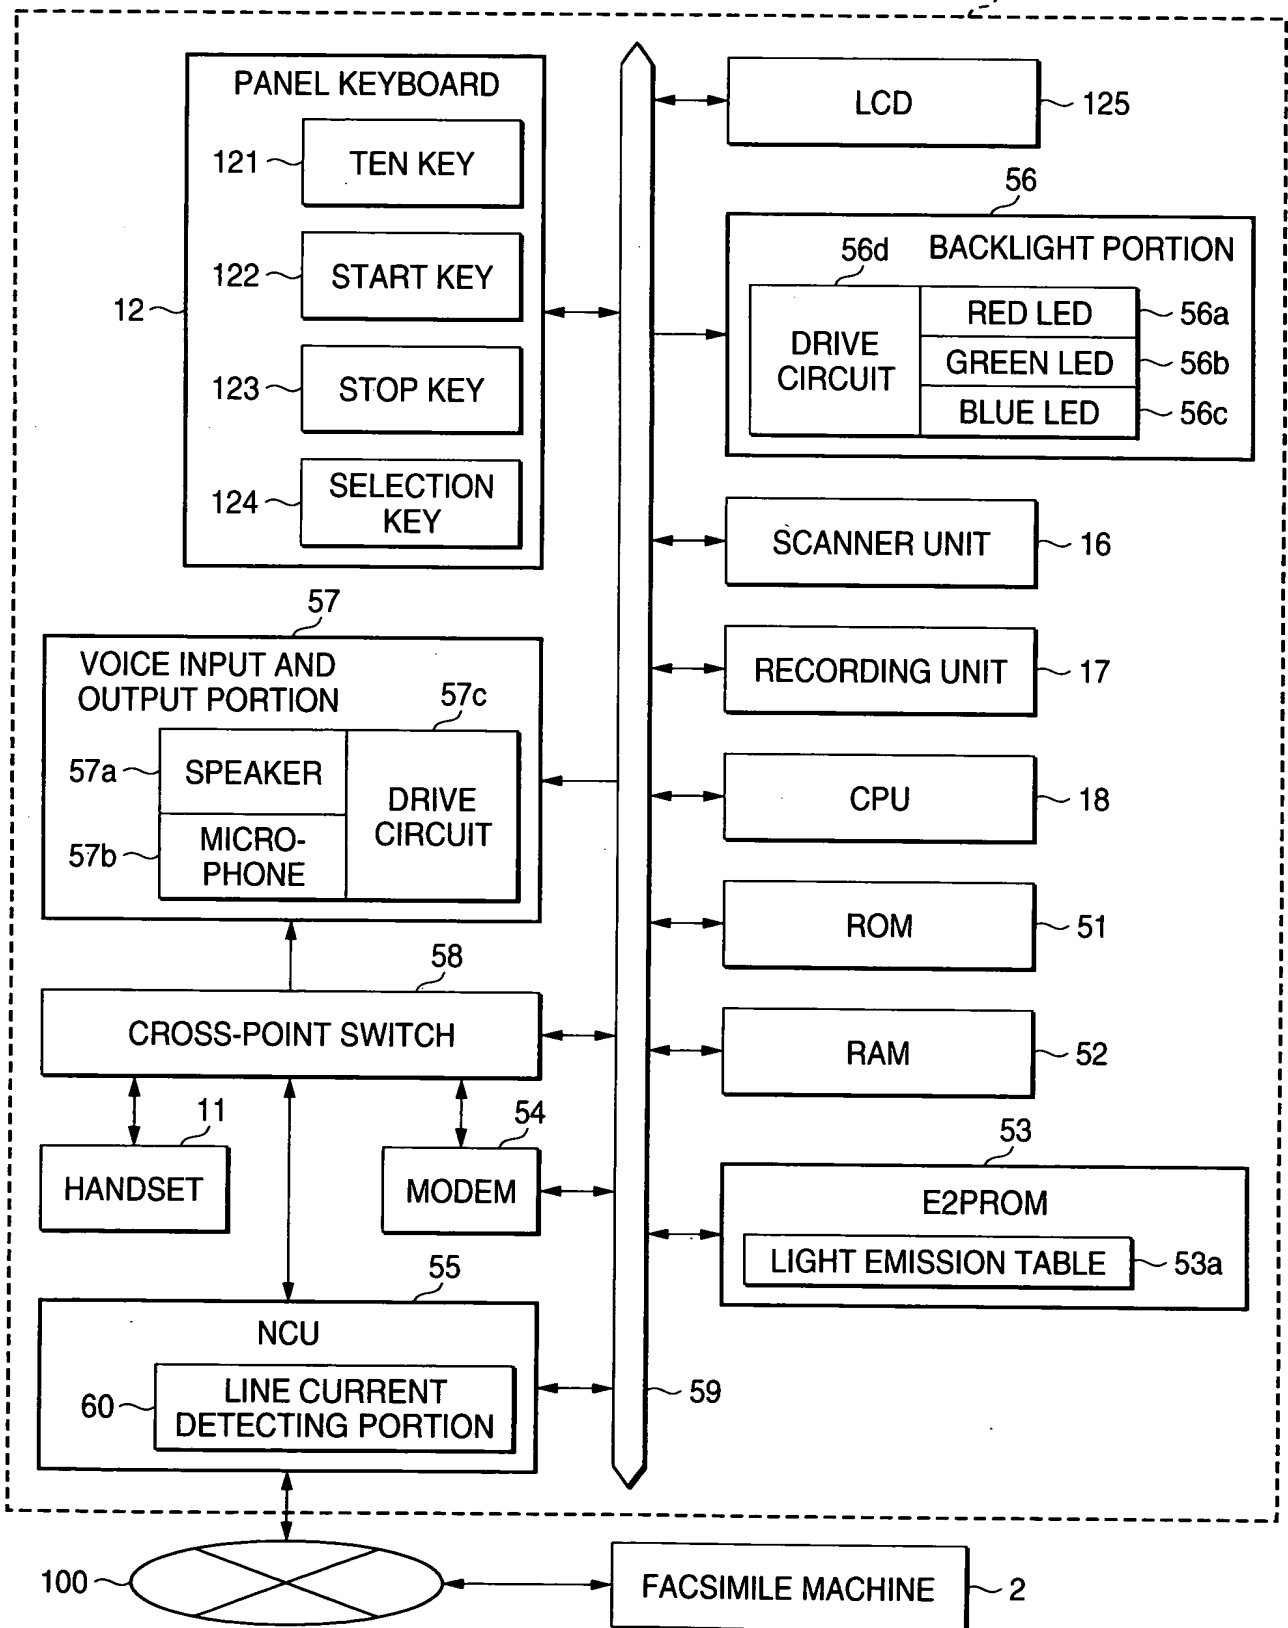 PANEL KEYBOARD
121
TEN KEY
122
START KEY
12
123
STOP KEY
124
SELECTION
KEY
LCD
125
56
BACKLIGHT PORTION
56d
DRIVE
CIRCUIT
RED LED
56a
GREEN LED
56b
BLUE LED
56c
SCANNER UNIT
16
RECORDING UNIT
17
CPU
18
ROM
51
RAM
52
53
E2PROM
LIGHT EMISSION TABLE
53a
57
VOICE INPUT AND
OUTPUT PORTION
57c
57a
SPEAKER
57b
MICRO-
PHONE
DRIVE
CIRCUIT
58
CROSS-POINT SWITCH
11
HANDSET
54
MODEM
55
NCU
60
LINE CURRENT
DETECTING PORTION
59
100
FACSIMILE MACHINE
2